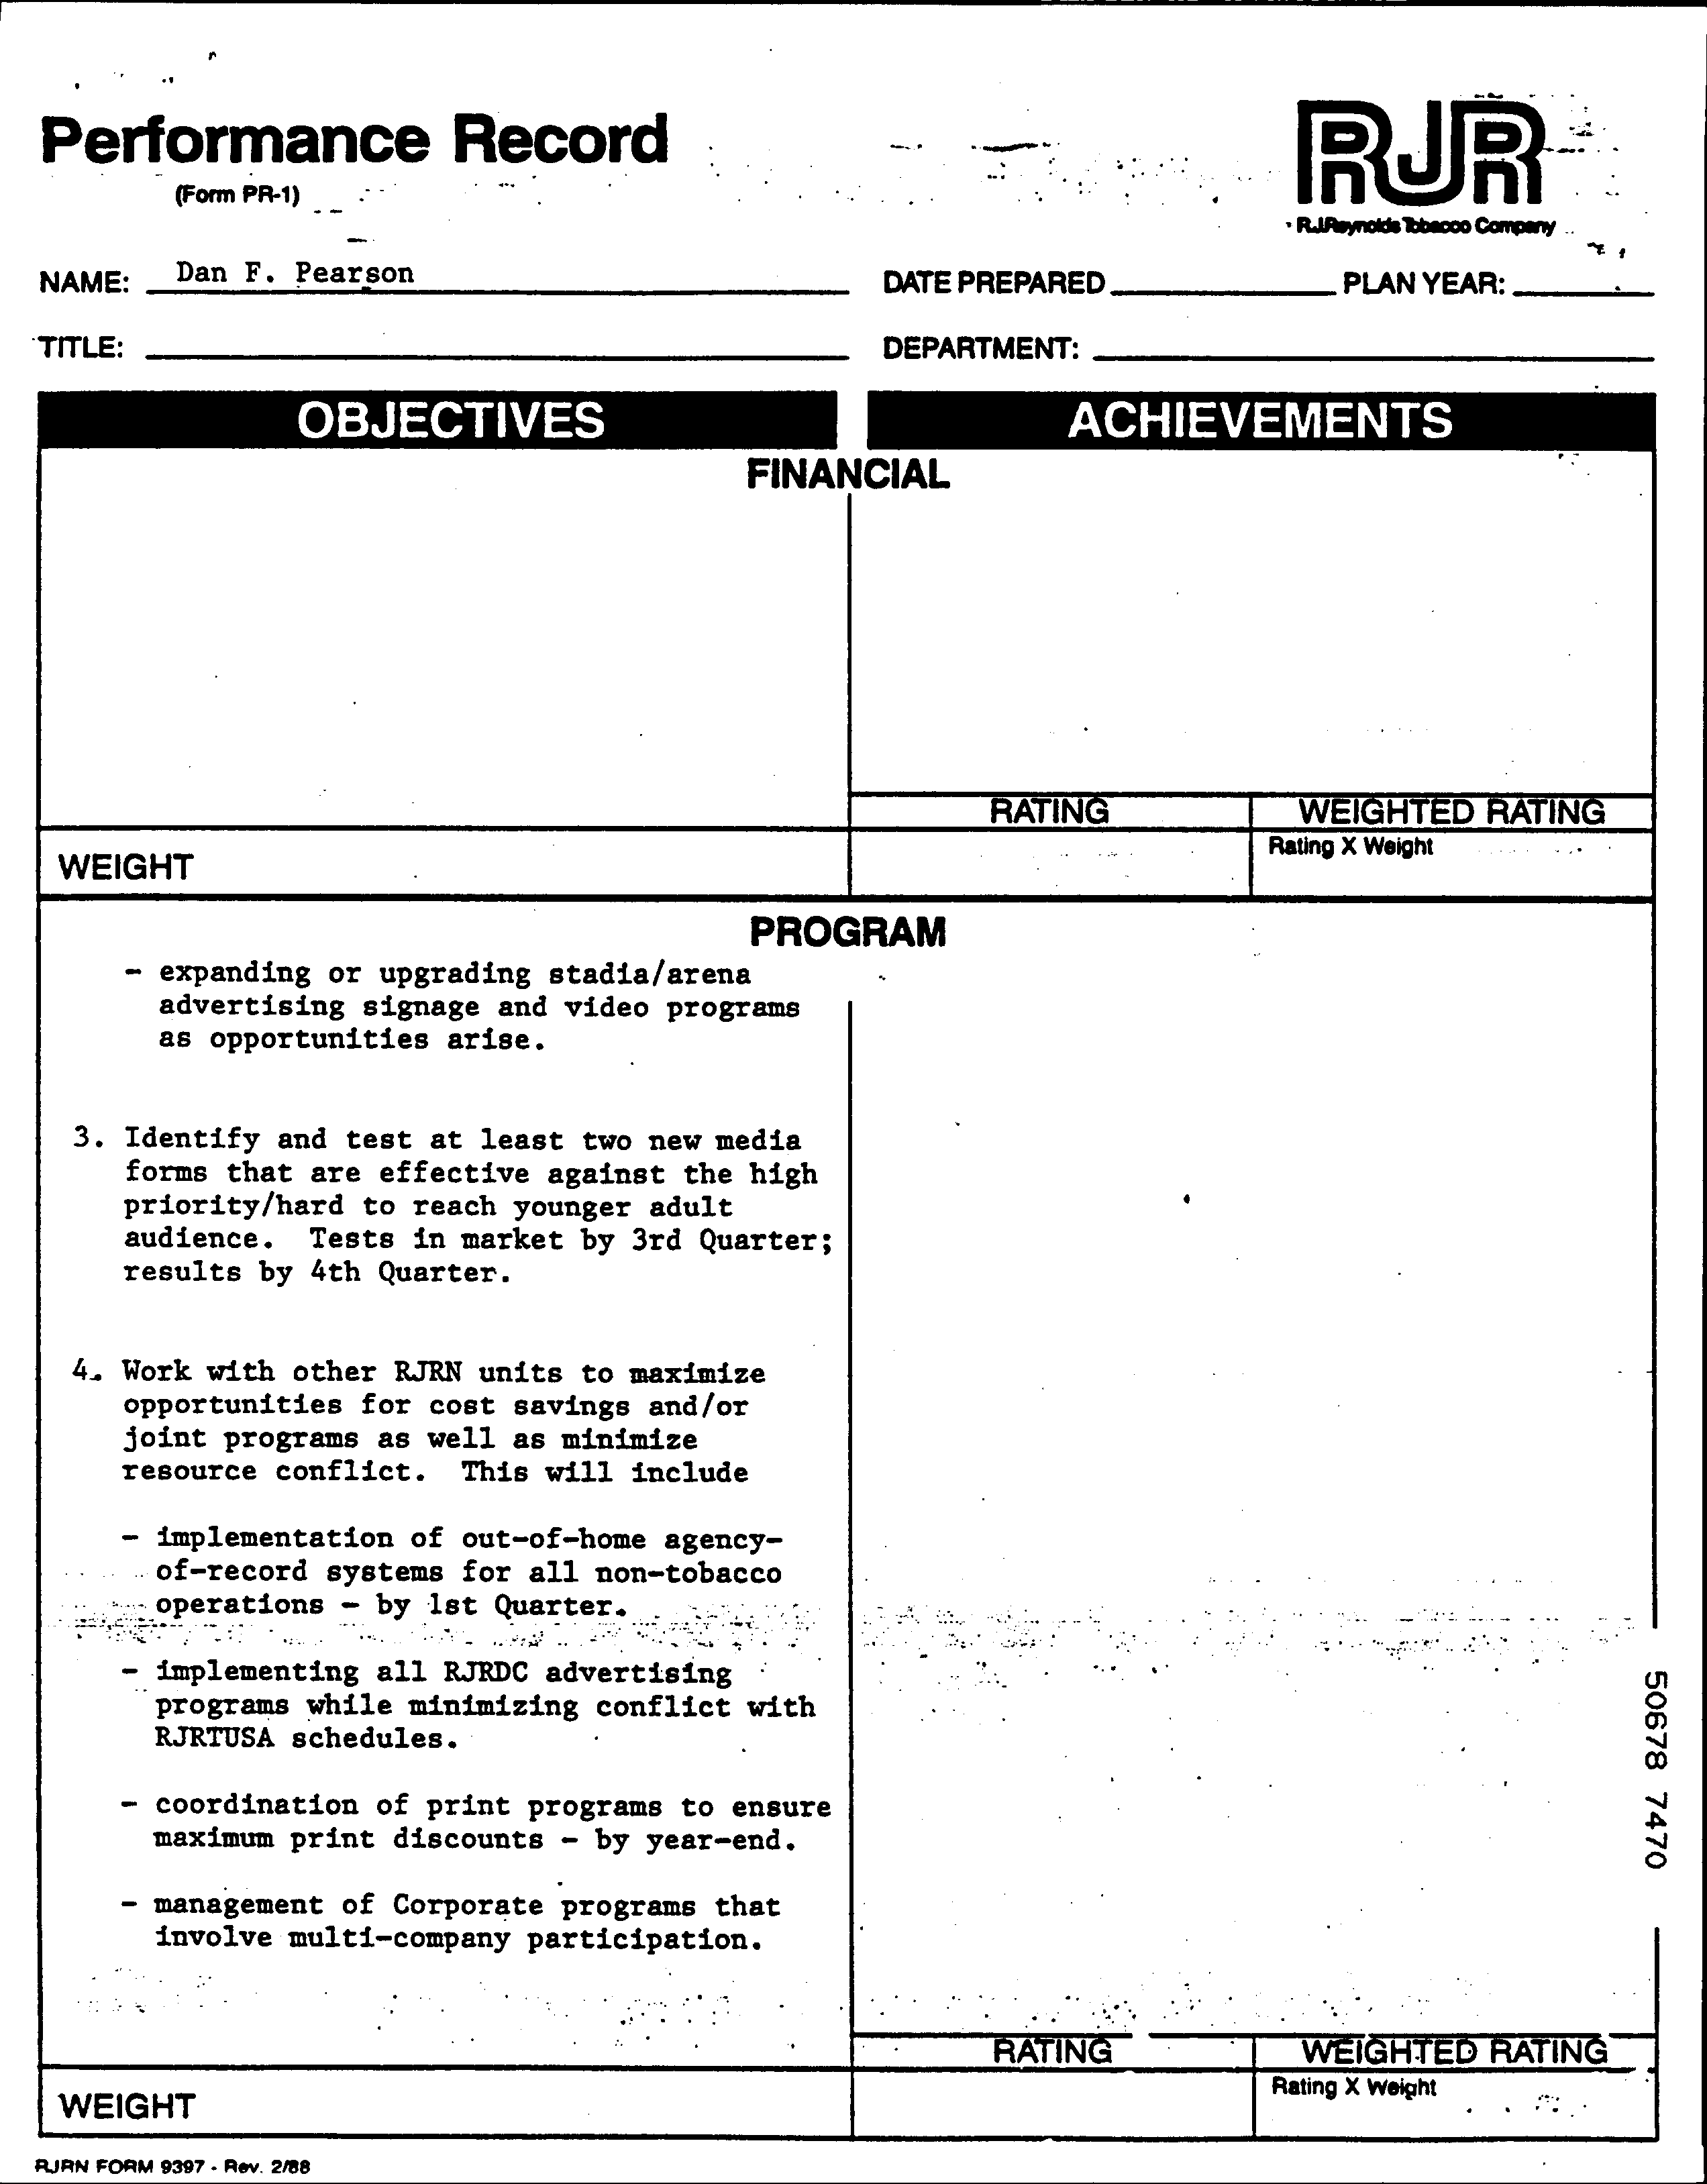 Performance Record
(Form PR-1)
RJR
RJReynolds Tobacco Company
NAME: Dan F. Pearson
DATE PREPARED
PLAN YEAR:
TITLE:
DEPARTMENT:
OBJECTIVES
ACHIEVEMENTS
FINANCIAL
RATING
WEIGHTED RATING
WEIGHT
Rating X Weight
PROGRAM
- expanding or upgrading stadia/arena
advertising signage and video programs
as opportunities arise.
3. Identify and test at least two new media
forms that are effective against the high
priority/hard to reach younger adult
audience. Tests in market by 3rd Quarter;
results by 4th Quarter.
4. Work with other RJRN units to maximize
opportunities for cost savings and/or
joint programs as well as minimize
resource conflict. This will include
- implementation of out-of-home agency-
of-record systems for all non-tobacco
operations - by 1st Quarter.
- implementing all RJRDC advertising
programs while minimizing conflict with
RJRTUSA schedules.
- coordination of print programs to ensure
maximum print discounts - by year-end.
- management of Corporate programs that
involve multi-company participation.
50678 7470
RATING
WEIGHTED RATING
WEIGHT
Rating X Weight
RJRN FORM 9397 - Rev. 2/88